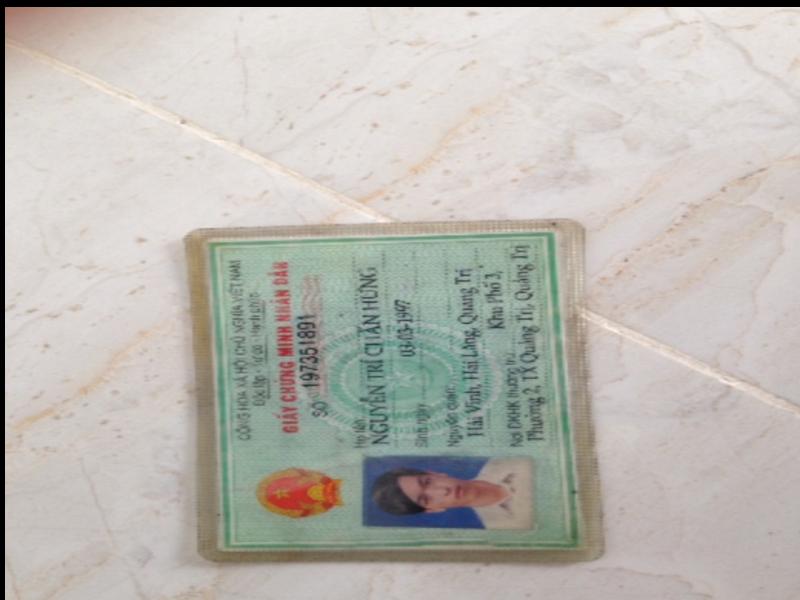 CỘNG HÒA XÃ HỘI CHỦ NGHĨA VIỆT NAM
Độc lập - Tự do - Hạnh phúc
GIẤY CHỨNG MINH NHÂN DÂN
SỐ 197351891
Họ tên
NGUYỄN TRÍ CHẤN HÙNG
Sinh ngày 03-03-1997
Nguyên quán
Hải Vĩnh, Hải Lăng, Quảng Trị
Nơi ĐKHK thường trú Khu Phố 3,
Phường 2, TX Quảng Trị, Quảng Trị